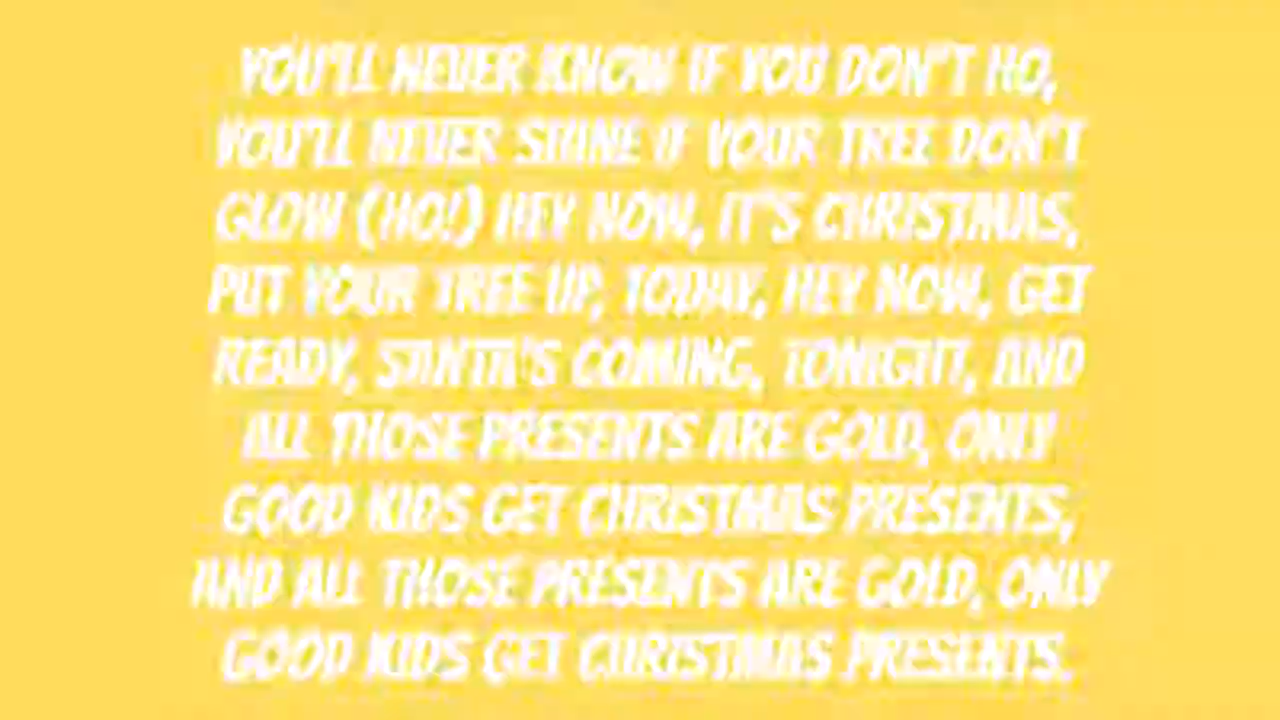 YOU'LL NEVER KNOW IF YOU DON'T HO,
YOU'LL NEVER SHINE IF YOUR TREE DON'T
GLOW (HO!) HEY NOW, IT'S CHRISTMAS,
PUT YOUR TREE UP, TODAY, HEY NOW, GET
READY, SANTA'S COMING, TONIGHT, AND
ALL THOSE PRESENTS ARE GOLD, ONLY
GOOD KIDS GET CHRISTMAS PRESENTS,
AND ALL THOSE PRESENTS ARE GOLD, ONLY
GOOD KIDS GET CHRISTMAS PRESENTS.